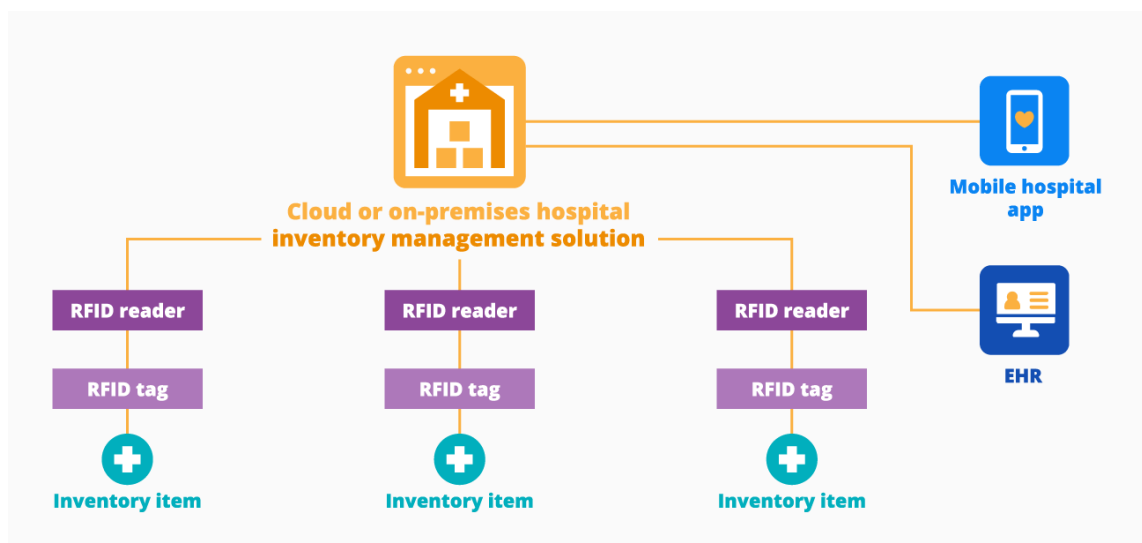 Cloud or on-premises hospital
inventory management solution
Mobile hospital
app
EHR
RFID reader
RFID reader
RFID reader
RFID tag
RFID tag
RFID tag
Inventory item
Inventory item
Inventory item